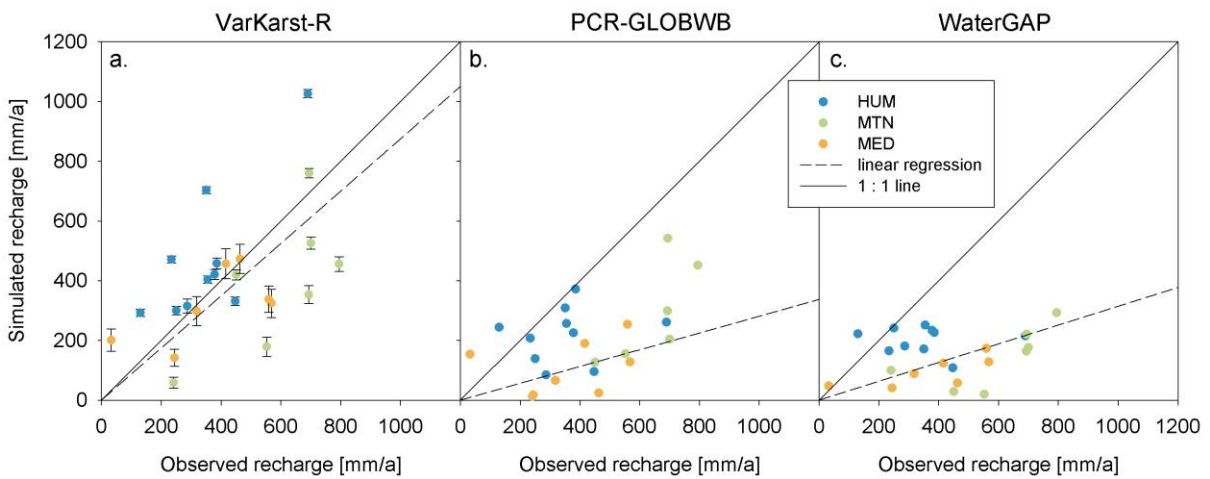 VarKarst-R
PCR-GLOBWB
WaterGAP
a.
b.
c.
1200
1000
800
600
400
200
0
Simulated recharge [mm/a]
HUM
MTN
MED
linear regression
1 : 1 line
0 200 400 600 800 1000
0 200 400 600 800 1000
0 200 400 600 800 1000 1200
Observed recharge [mm/a]
Observed recharge [mm/a]
Observed recharge [mm/a]